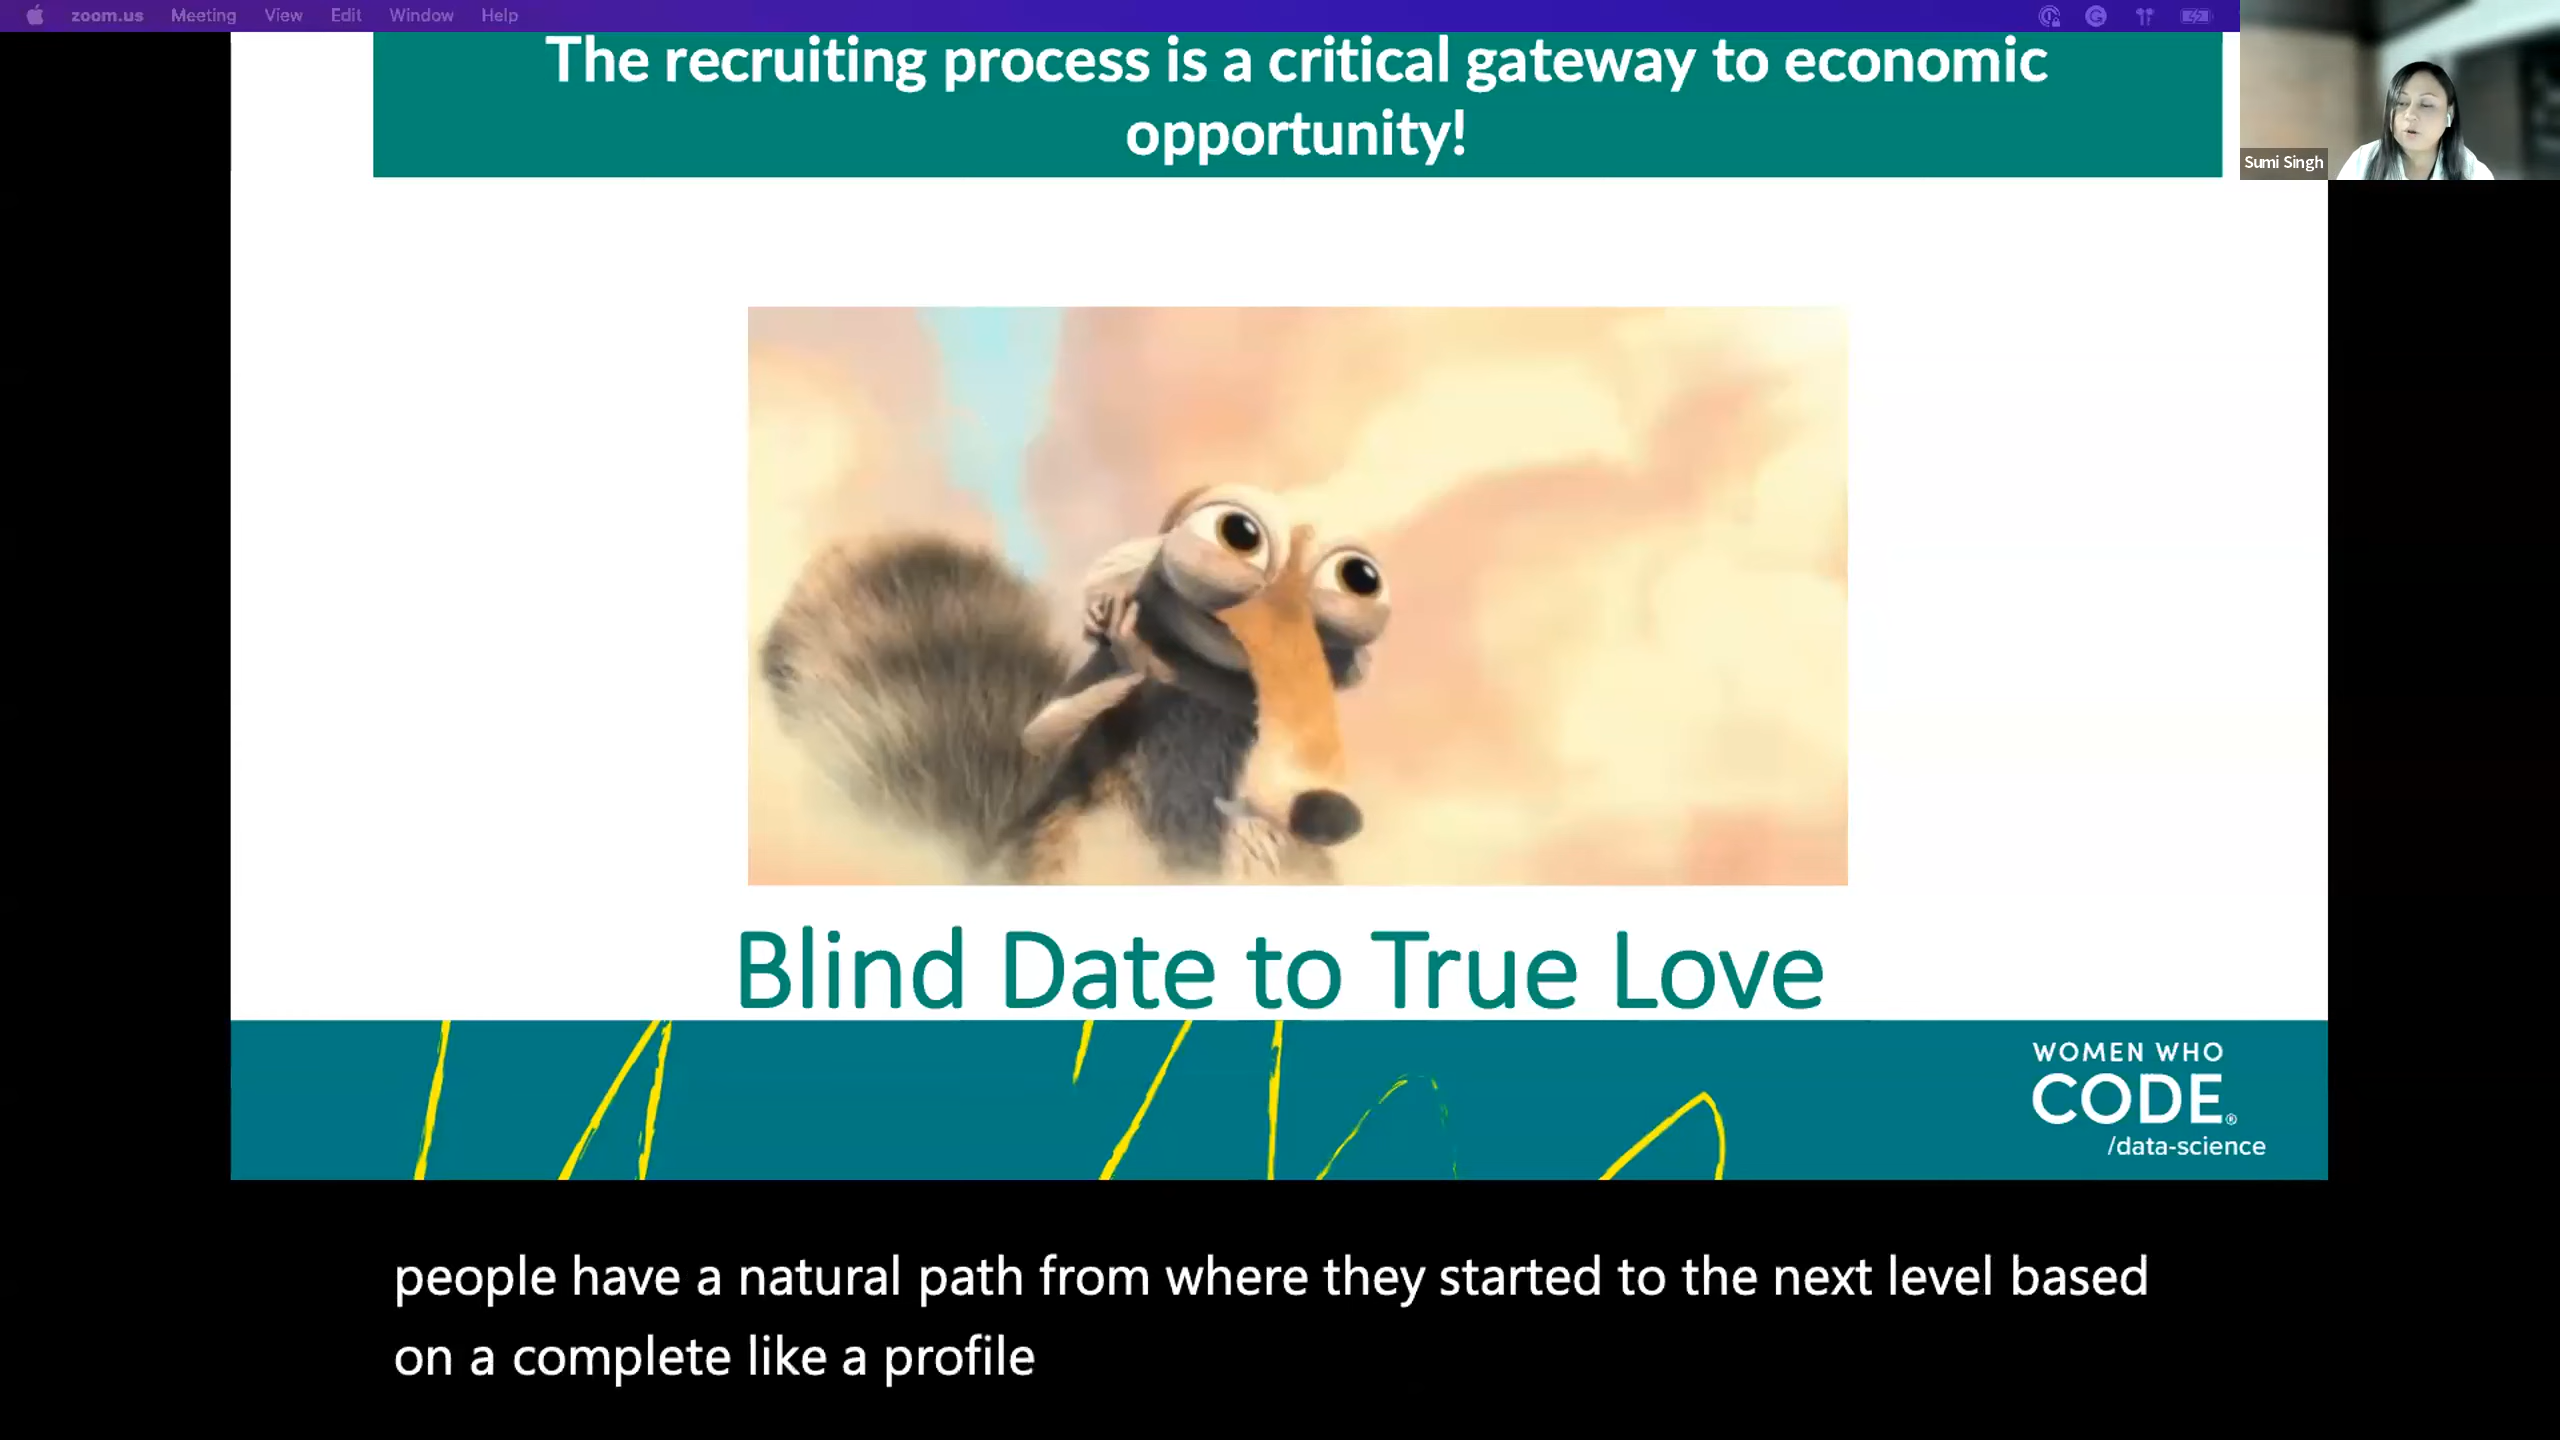 zoom.us Meeting View Edit Window Help
The recruiting process is a critical gateway to economic
opportunity!
Sumi Singh
Blind Date to True Love
WOMEN WHO
CODE®
/data-science
people have a natural path from where they started to the next level based
on a complete like a profile